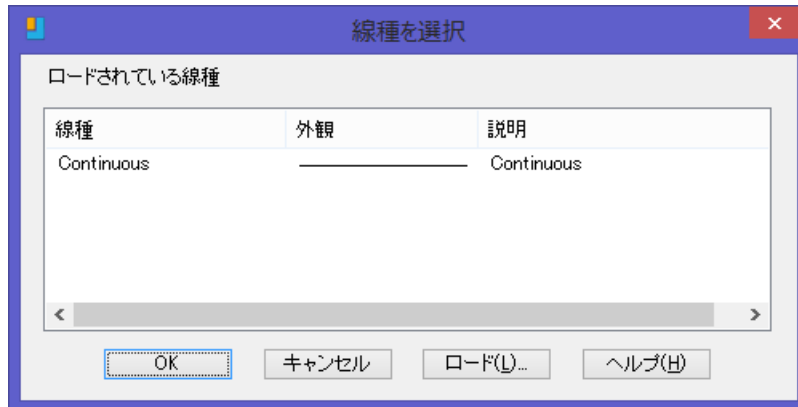 線種を選択
ロードされている線種
線種 外観 説明
Continuous Continuous
OK キャンセル ロード(L)... ヘルプ(H)